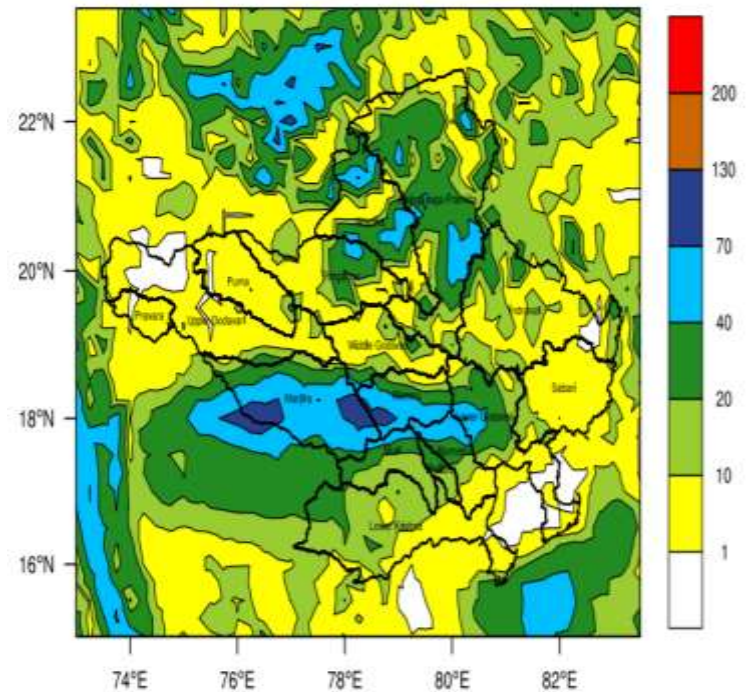 22°N
20°N
18°N
16°N
74°E
76°E
78°E
80°E
82°E
200
130
70
40
20
10
1
Purna
Pravara
Upper Godavari
Middle Godavari
Indravati
Sabari
Manjira
Lower Krishna